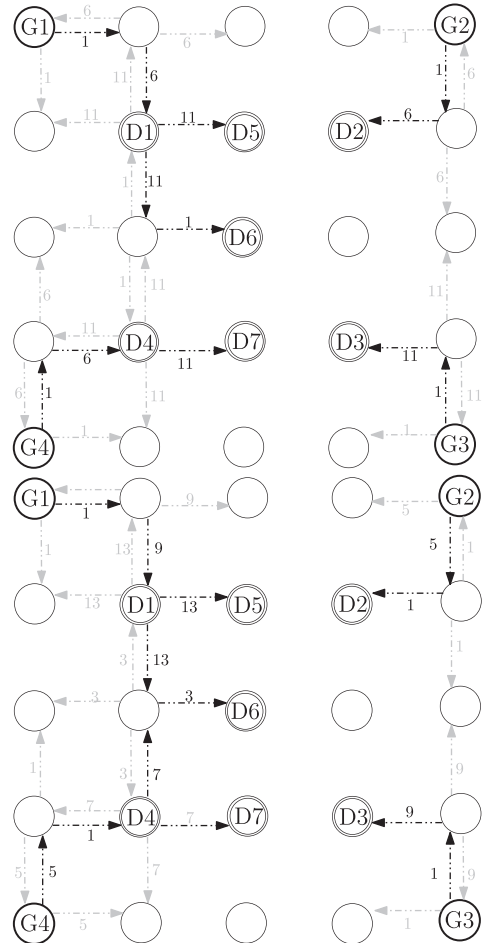 G1 6 6 1 G2
1 11 6 1 1 6
11 D1 11 D5 D2 6
1 11 6
1 1 D6
6 1 11 11
11 D4 D7 D3
6 11 11
6 1 11 1 11
G4 1 1 G3
G1 1 9 5 G2
1 13 9 5 1
13 D1 13 D5 D2 1
3 13 1
3 3 D6
1 3 7 9
7 D4 7 D7 D3 9
1
5 5 7 1 9
G4 5 1 G3